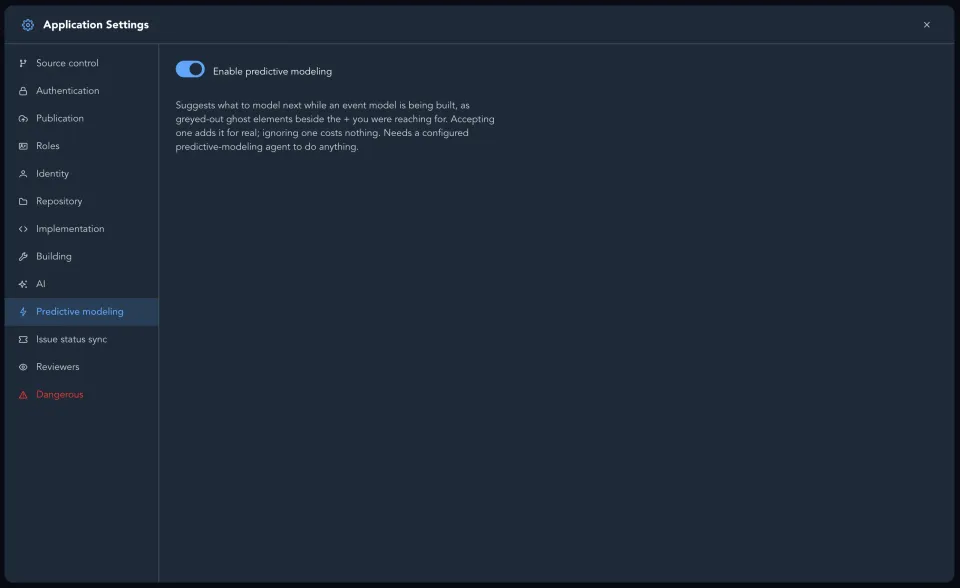 Application Settings
Source control
Authentication
Publication
Roles
Identity
Repository
Implementation
Building
AI
Predictive modeling
Issue status sync
Reviewers
Dangerous
Enable predictive modeling
Suggests what to model next while an event model is being built, as
greyed-out ghost elements beside the + you were reaching for. Accepting
one adds it for real; ignoring one costs nothing. Needs a configured
predictive-modeling agent to do anything.